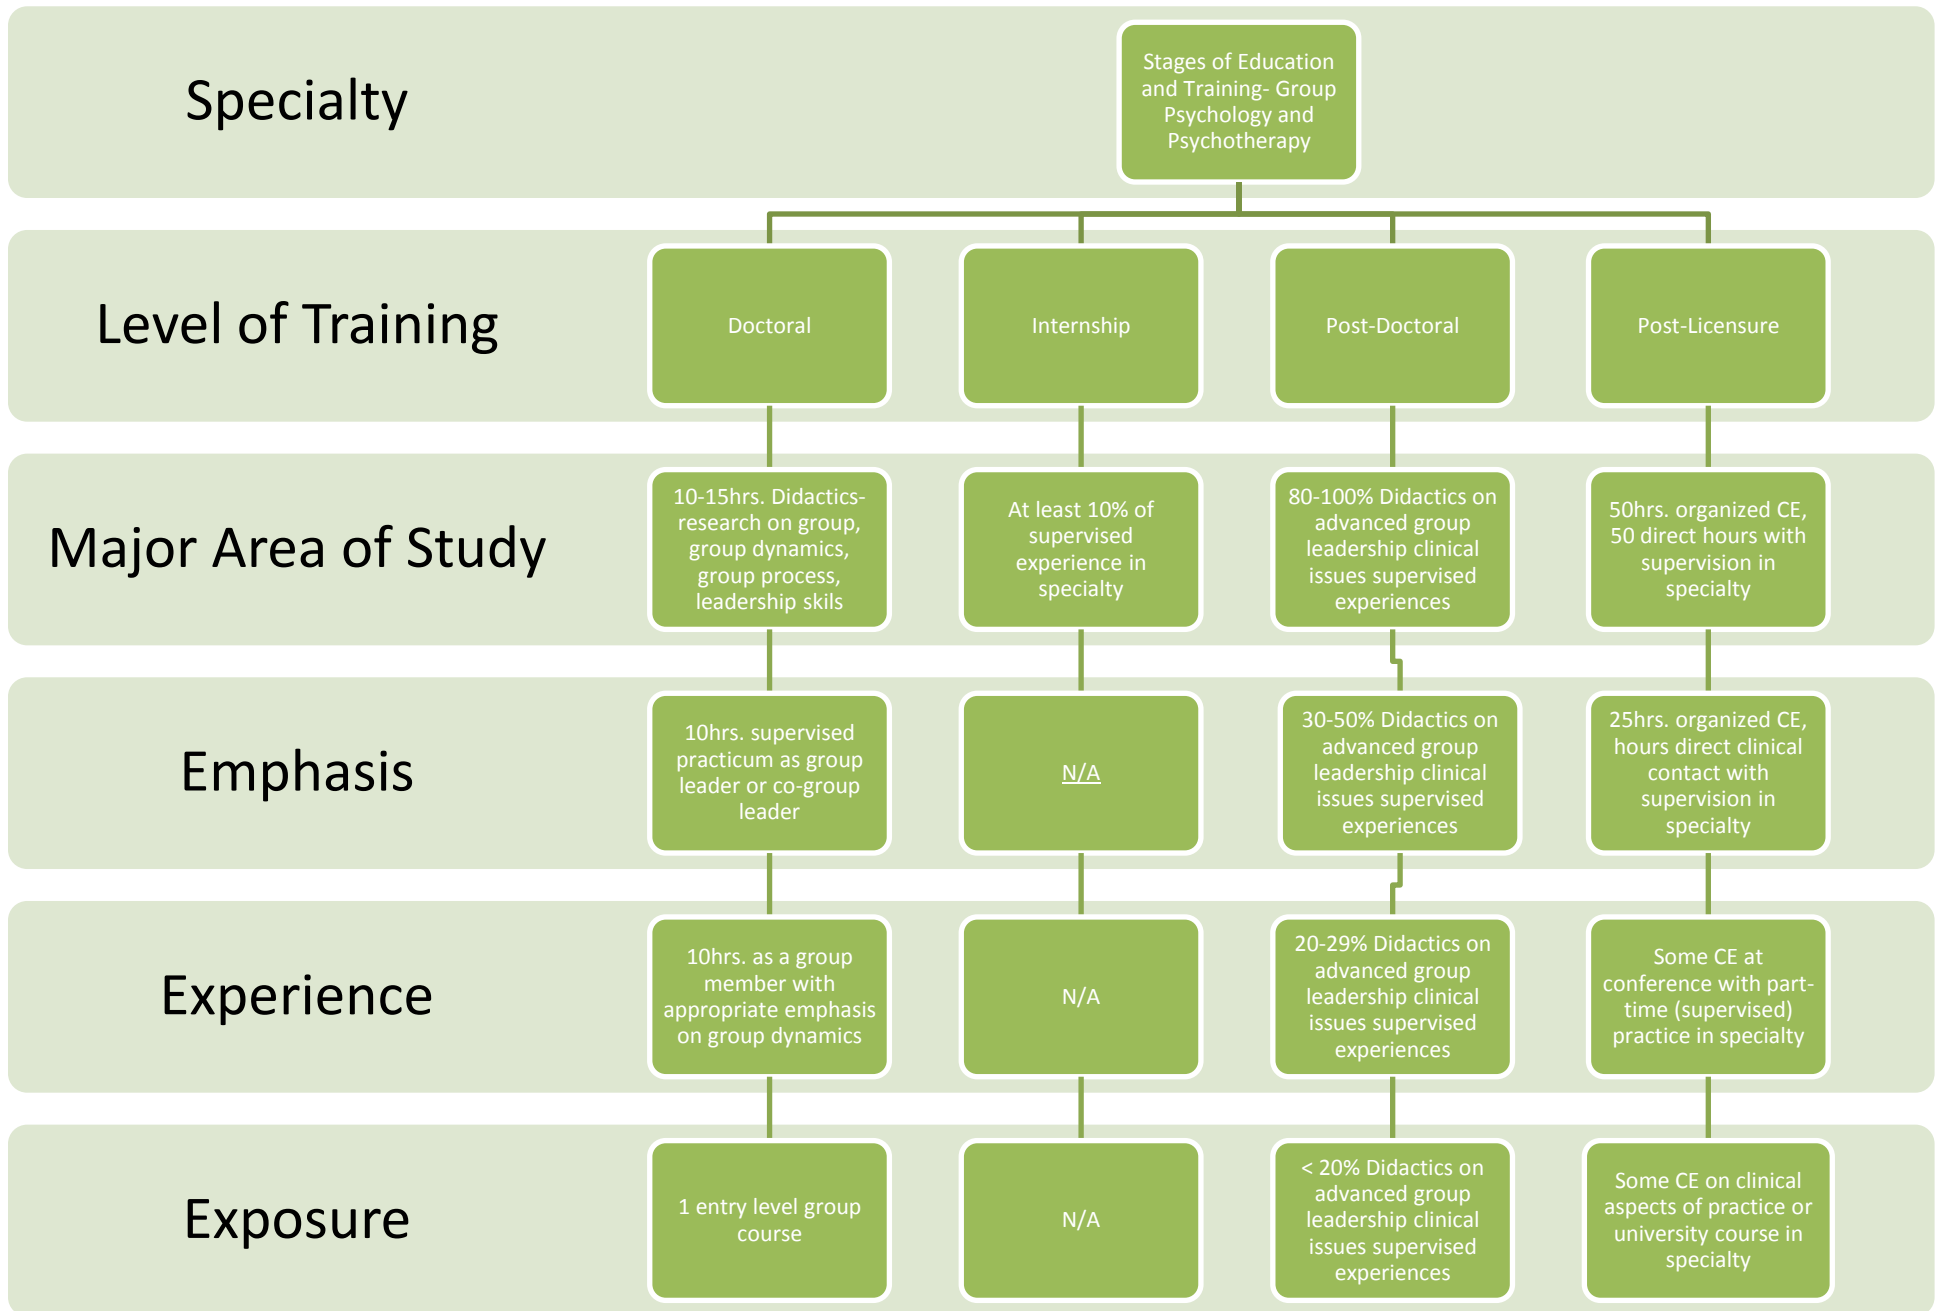 Specialty
Stages of Education
and Training- Group
Psychology and
Psychotherapy
Level of Training
Doctoral
Internship
Post-Doctoral
Post-Licensure
Major Area of Study
10-15hrs. Didactics-
research on group,
group dynamics,
group process,
leadership skils
At least 10% of
supervised
experience in
specialty
80-100% Didactics on
advanced group
leadership clinical
issues supervised
experiences
50hrs. organized CE,
50 direct hours with
supervision in
specialty
Emphasis
10hrs. supervised
practicum as group
leader or co-group
leader
N/A
30-50% Didactics on
advanced group
leadership clinical
issues supervised
experiences
25hrs. organized CE,
hours direct clinical
contact with
supervision in
specialty
Experience
10hrs. as a group
member with
appropriate emphasis
on group dynamics
N/A
20-29% Didactics on
advanced group
leadership clinical
issues supervised
experiences
Some CE at
conference with part-
time (supervised)
practice in specialty
Exposure
1 entry level group
course
N/A
< 20% Didactics on
advanced group
leadership clinical
issues supervised
experiences
Some CE on clinical
aspects of practice or
university course in
specialty